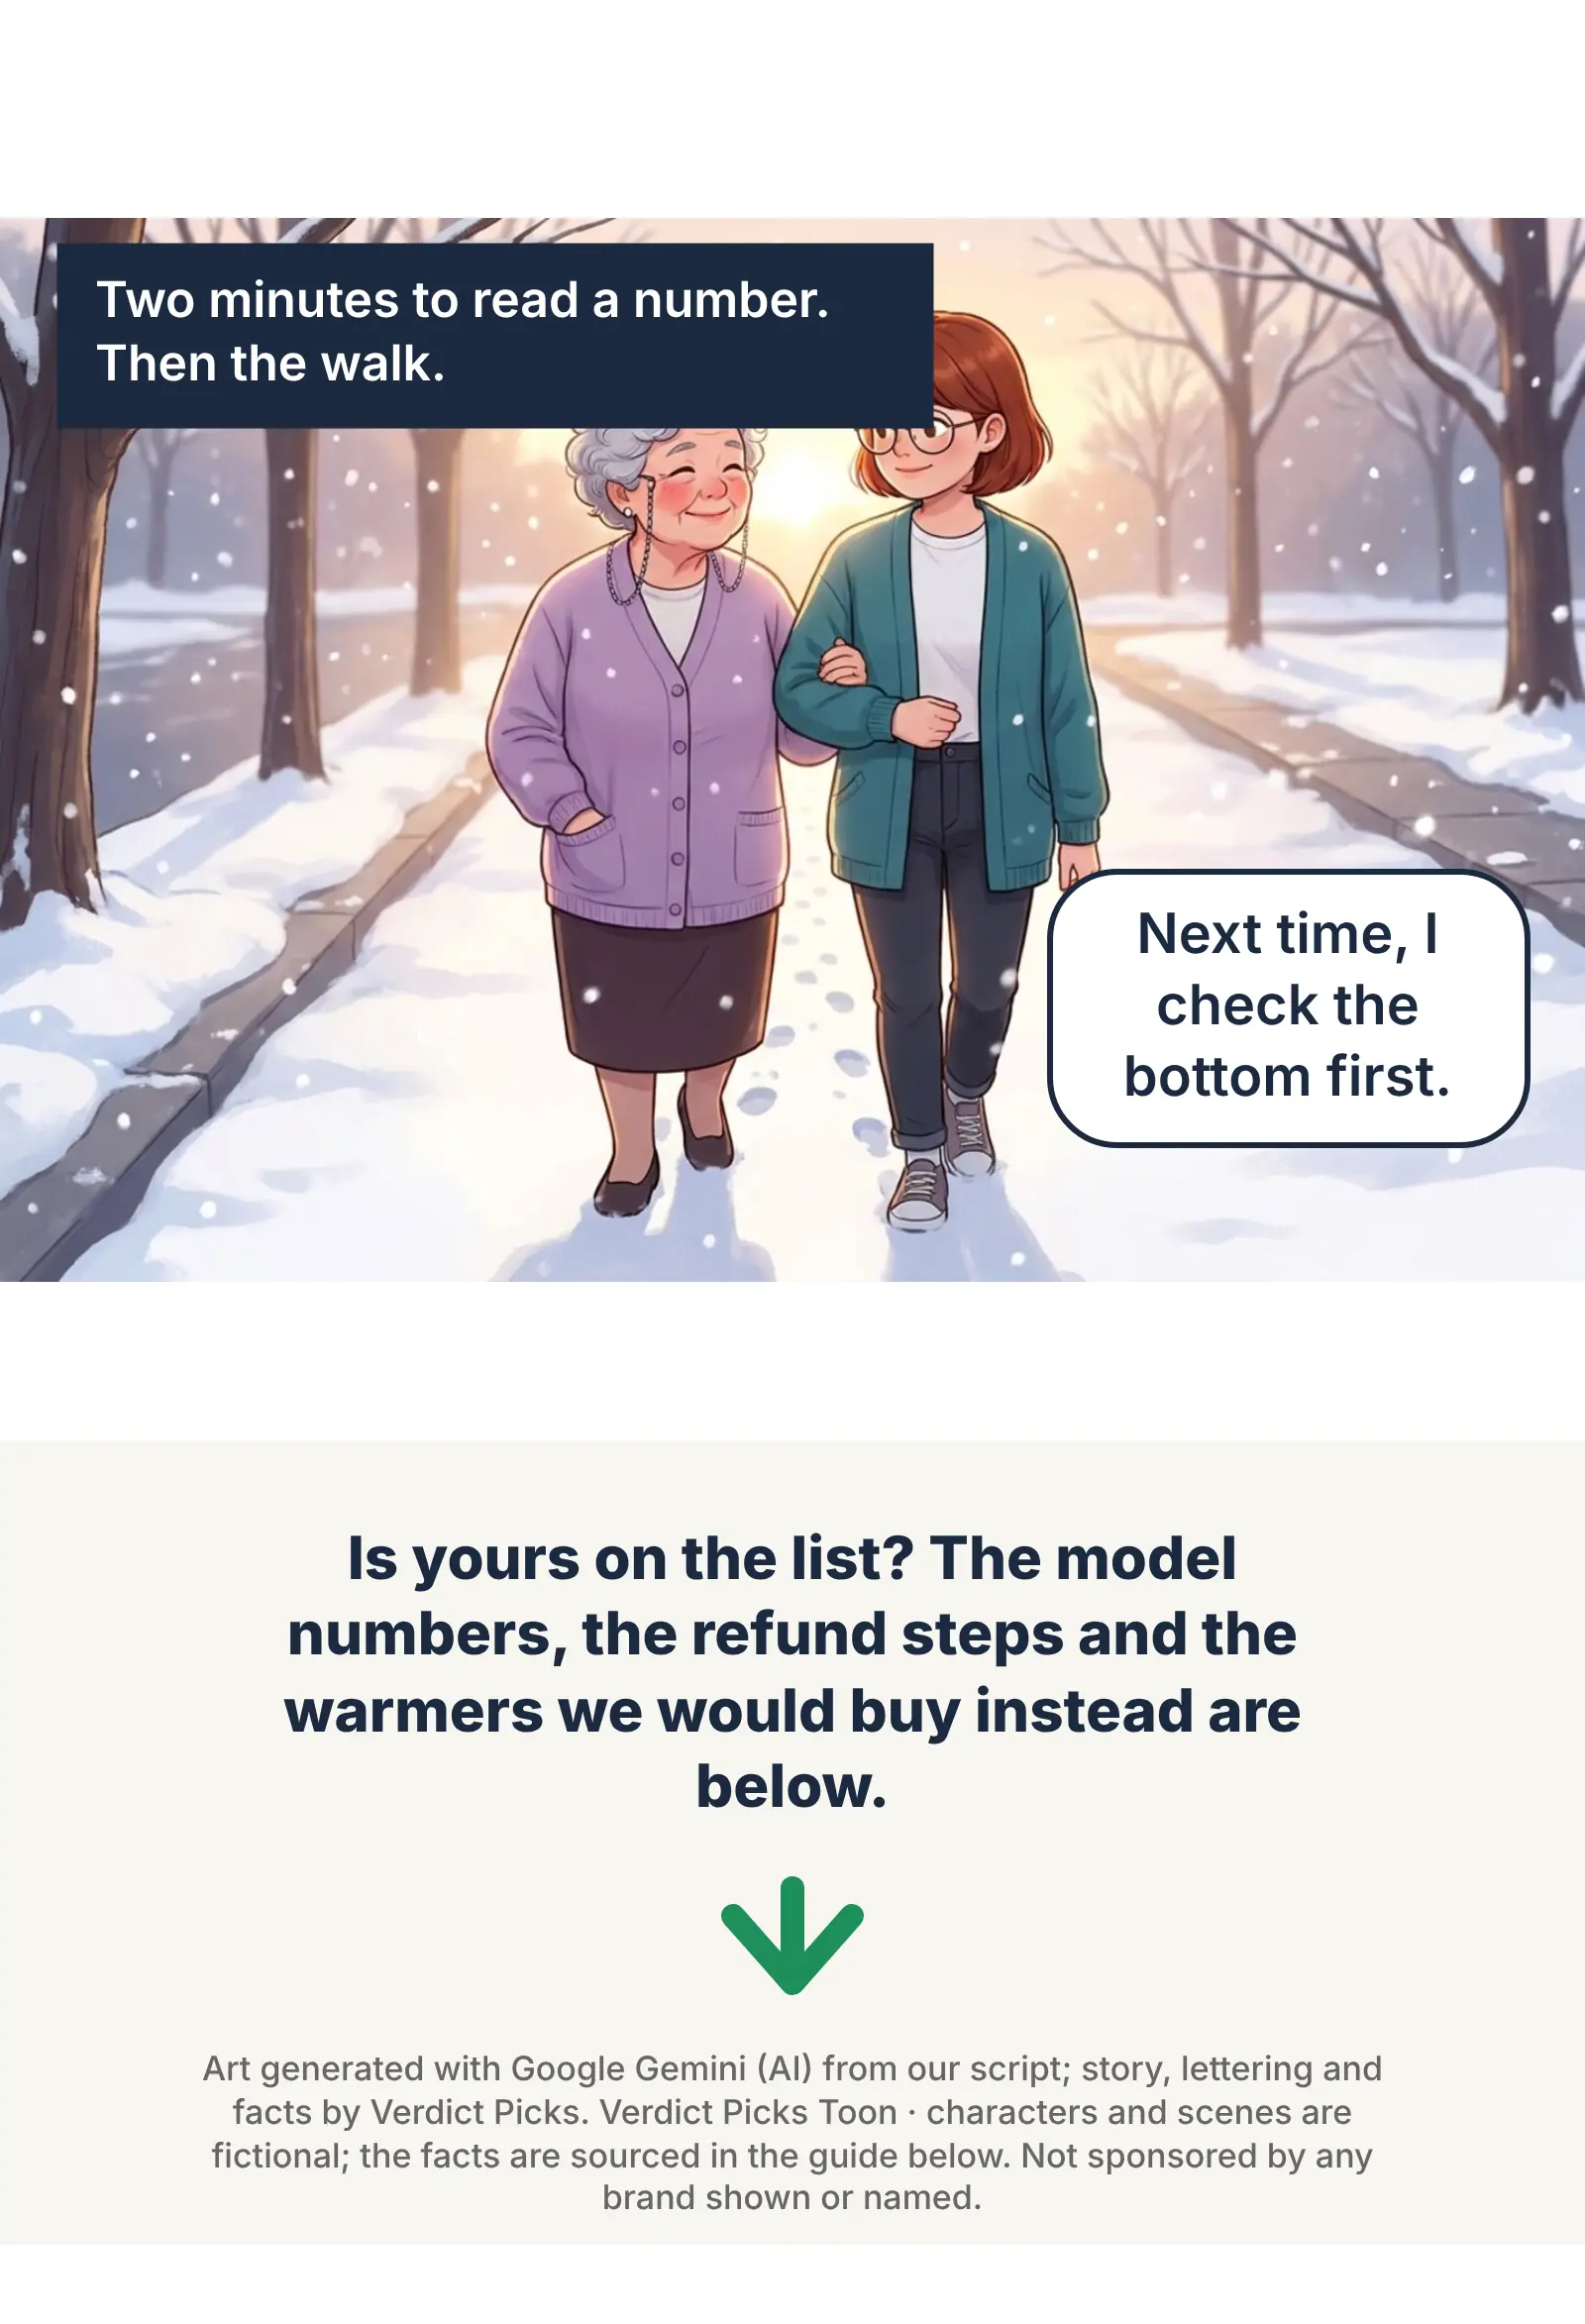 Two minutes to read a number.
Then the walk.
Next time, I
check the
bottom first.
Is yours on the list? The model
numbers, the refund steps and the
warmers we would buy instead are
below.
Art generated with Google Gemini (AI) from our script; story, lettering and
facts by Verdict Picks. Verdict Picks Toon · characters and scenes are
fictional; the facts are sourced in the guide below. Not sponsored by any
brand shown or named.